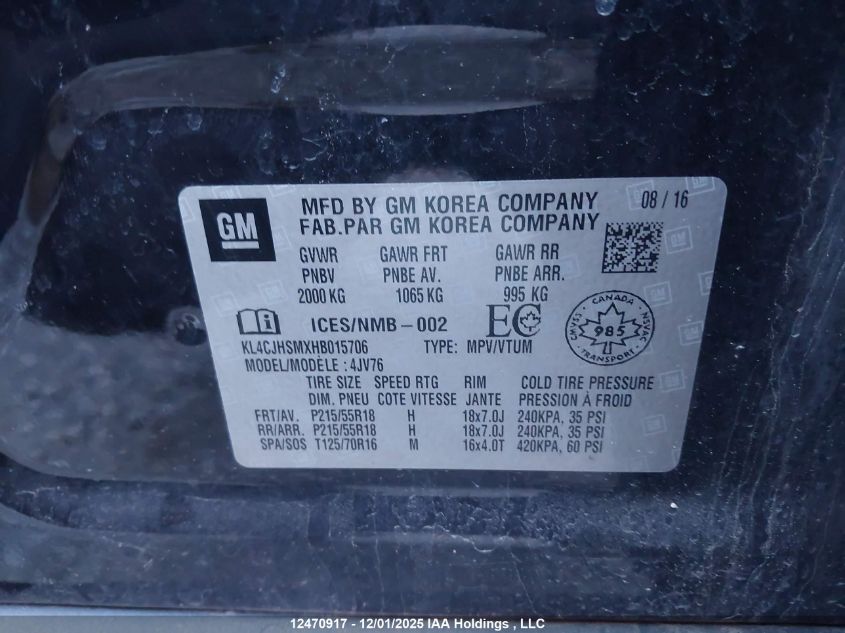 GM
MFD BY GM KOREA COMPANY 08 / 16
FAB.PAR GM KOREA COMPANY
GVWR GAWR FRT GAWR RR
PNBV PNBE AV. PNBE ARR.
2000 KG 1065 KG 995 KG
ICES/NMB-002 EC
CANADA
CMVSS 985 NSVAC
TRANSPORT
KL4CJHSMXHB015706 TYPE: MPV/VTUM
MODEL/MODÈLE : 4JV76
TIRE SIZE SPEED RTG RIM COLD TIRE PRESSURE
DIM. PNEU COTE VITESSE JANTE PRESSION À FROID
FRT/AV. P215/55R18 H 18x7.0J 240KPA, 35 PSI
RR/ARR. P215/55R18 H 18x7.0J 240KPA, 35 PSI
SPA/SOS T125/70R16 M 16x4.0T 420KPA, 60 PSI
12470917 - 12/01/2025 IAA Holdings , LLC